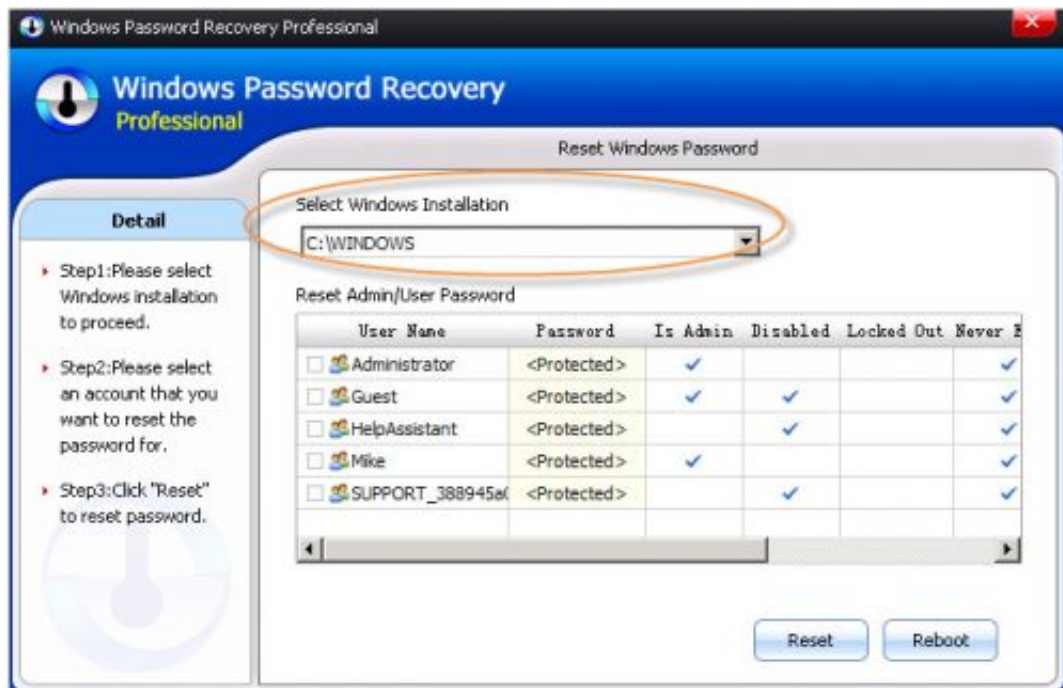 Windows Password Recovery Professional
Windows Password Recovery
Professional
Reset Windows Password
Detail
Step1:Please select
Windows installation
to proceed.
Step2:Please select
an account that you
want to reset the
password for.
Step3:Click "Reset"
to reset password.
Select Windows Installation
C:\WINDOWS
Reset Admin/User Password
User Name Password Is Admin Disabled Locked Out Never
Administrator <Protected>
Guest <Protected>
HelpAssistant <Protected>
Mike <Protected>
SUPPORT_388945a <Protected>
Reset Reboot